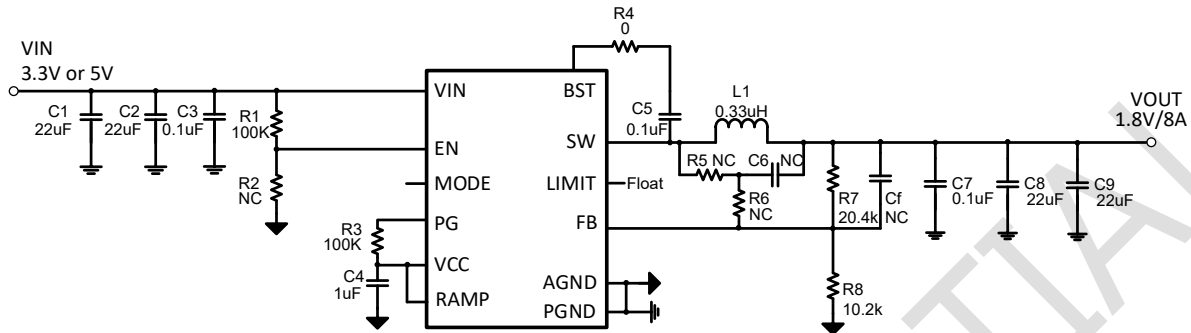 R4
0
VIN
3.3V or 5V
C1
22uF
C2
22uF
C3
0.1uF
R1
100K
R2
NC
VIN
EN
MODE
PG
VCC
RAMP
R3
100K
C4
1uF
BST
SW
LIMIT
FB
AGND
PGND
C5
0.1uF
L1
0.33uH
Float
R5 NC
C6 NC
R6
NC
R7
20.4k
Cf
NC
R8
10.2k
C7
0.1uF
C8
22uF
C9
22uF
VOUT
1.8V/8A
TIAL